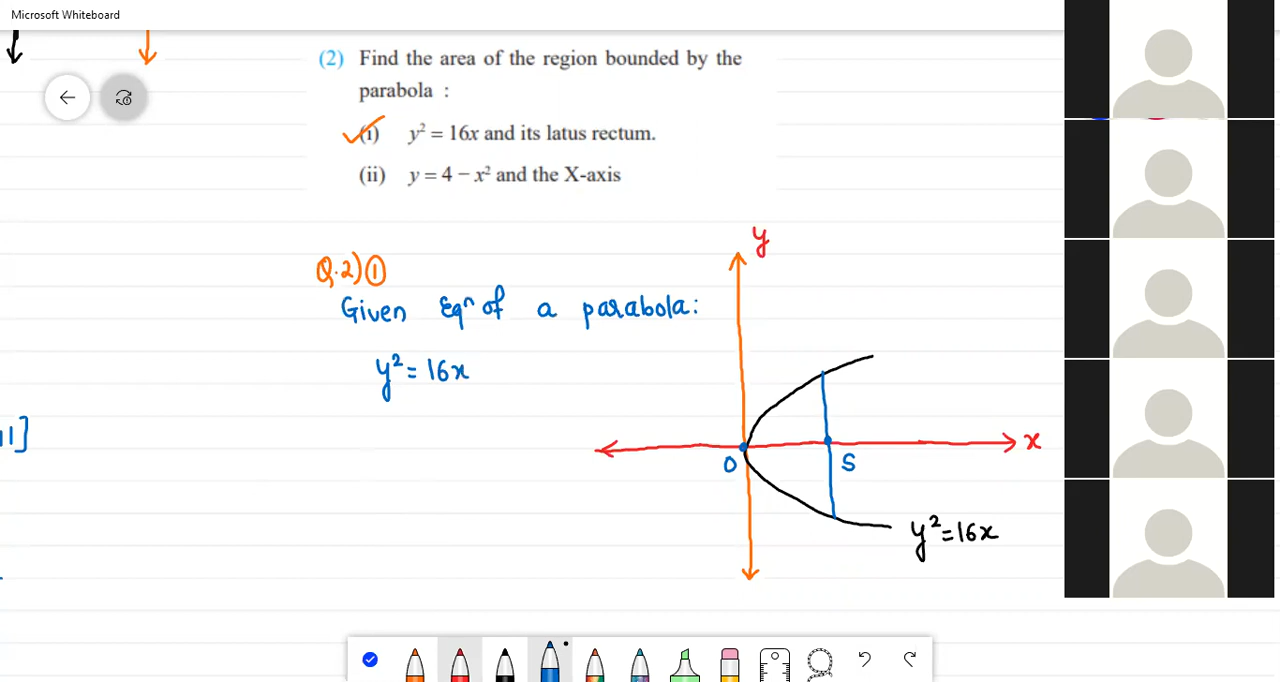 Microsoft Whiteboard
(2) Find the area of the region bounded by the
parabola :
(i) y² = 16x and its latus rectum.
(ii) y = 4 − x² and the X-axis
Q.2) ①
Given Eqⁿ of a parabola:
y² = 16x
11]
y
x
O
S
y² = 16x